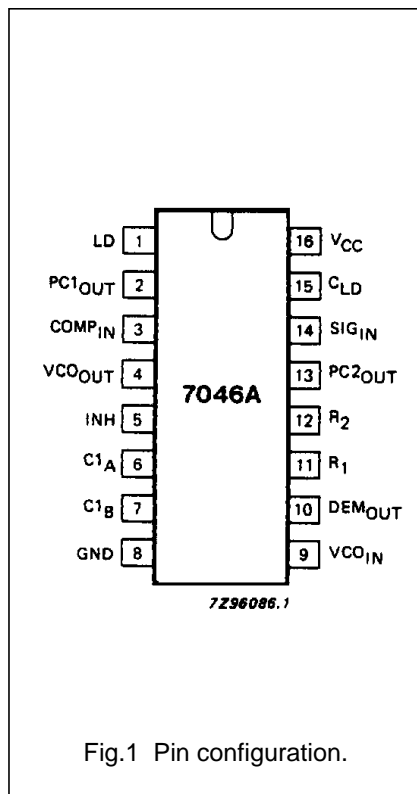 LD 1 16 VCC
PC1OUT 2 15 CLD
COMPIN 3 14 SIGIN
VCOOUT 4 13 PC2OUT
7046A
INH 5 12 R2
C1A 6 11 R1
C1B 7 10 DEMOUT
GND 8 9 VCOIN
7Z96086.1
Fig.1 Pin configuration.